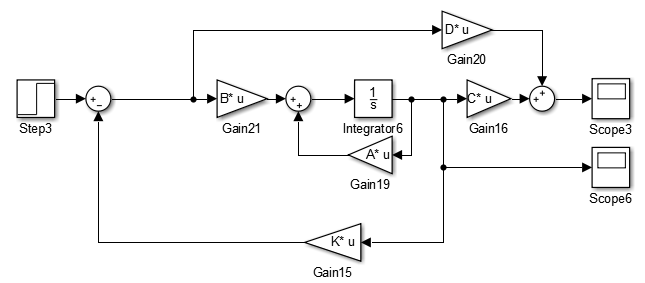 D* u
Gain20
+
−
B* u
+
+
1
s
C* u
+
+
Step3
Gain21
Integrator6
Gain16
Scope3
A* u
Gain19
Scope6
K* u
Gain15